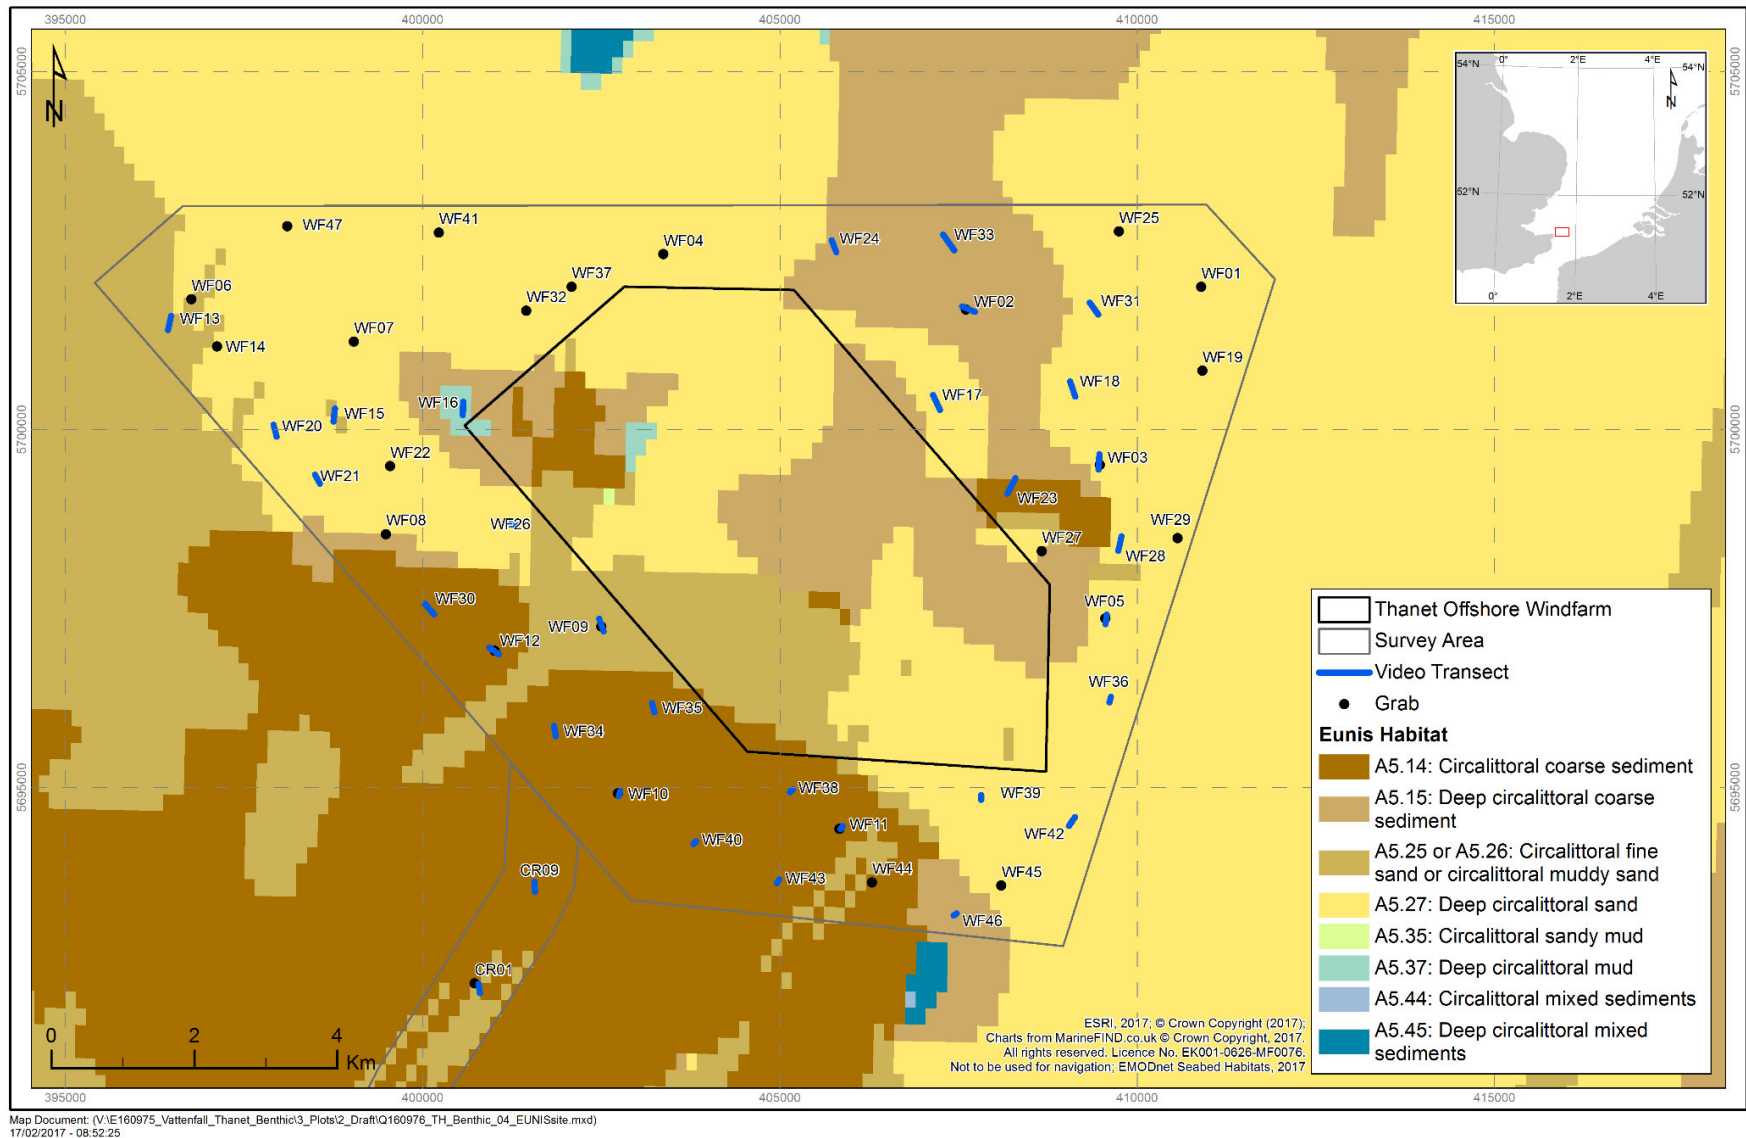 395000
400000
405000
410000
415000
5705000
5705000
N
54°N
0°
2°E
4°E
54°N
N
52°N
52°N
0°
2°E
4°E
WF47
WF41
WF04
WF24
WF33
WF25
WF06
WF37
WF01
WF13
WF32
WF02
WF31
WF14
WF07
WF19
WF16
WF17
WF18
WF15
WF20
5700000
5700000
WF22
WF03
WF21
WF23
WF08
WF26
WF29
WF27
WF28
WF30
WF05
WF09
WF12
WF36
WF35
WF34
WF10
WF38
WF39
WF11
WF42
WF40
5695000
5695000
CR09
WF43
WF44
WF45
WF46
CR01
Thanet Offshore Windfarm
Survey Area
Video Transect
Grab
Eunis Habitat
A5.14: Circalittoral coarse sediment
A5.15: Deep circalittoral coarse
sediment
A5.25 or A5.26: Circalittoral fine
sand or circalittoral muddy sand
A5.27: Deep circalittoral sand
A5.35: Circalittoral sandy mud
A5.37: Deep circalittoral mud
A5.44: Circalittoral mixed sediments
A5.45: Deep circalittoral mixed
sediments
0
2
4
Km
ESRI, 2017; © Crown Copyright (2017);
Charts from MarineFIND.co.uk © Crown Copyright, 2017.
All rights reserved. Licence No. EK001-0626-MF0076.
Not to be used for navigation; EMODnet Seabed Habitats, 2017
395000
400000
405000
410000
415000
Map Document: (V:\E160975_Vattenfall_Thanet_Benthic\3_Plots\2_Draft\Q160976_TH_Benthic_04_EUNISsite.mxd)
17/02/2017 - 08:52:25